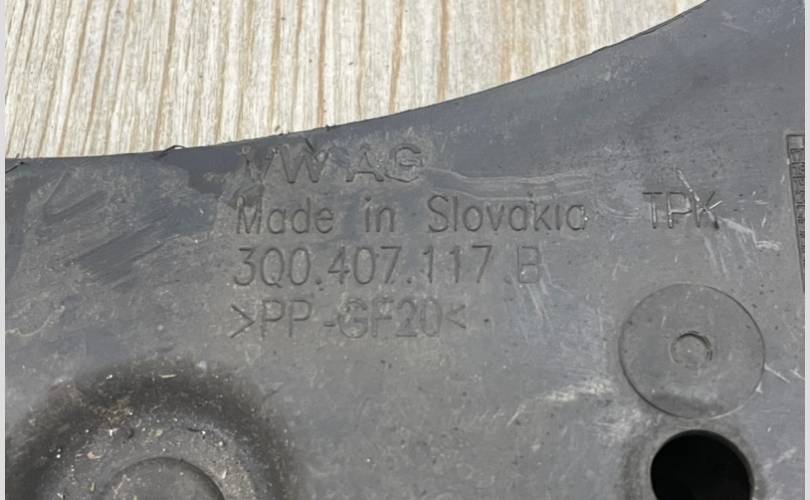 VW AG
Made in Slovakia TPK
3Q0.407.117 B
>PP-GF20<